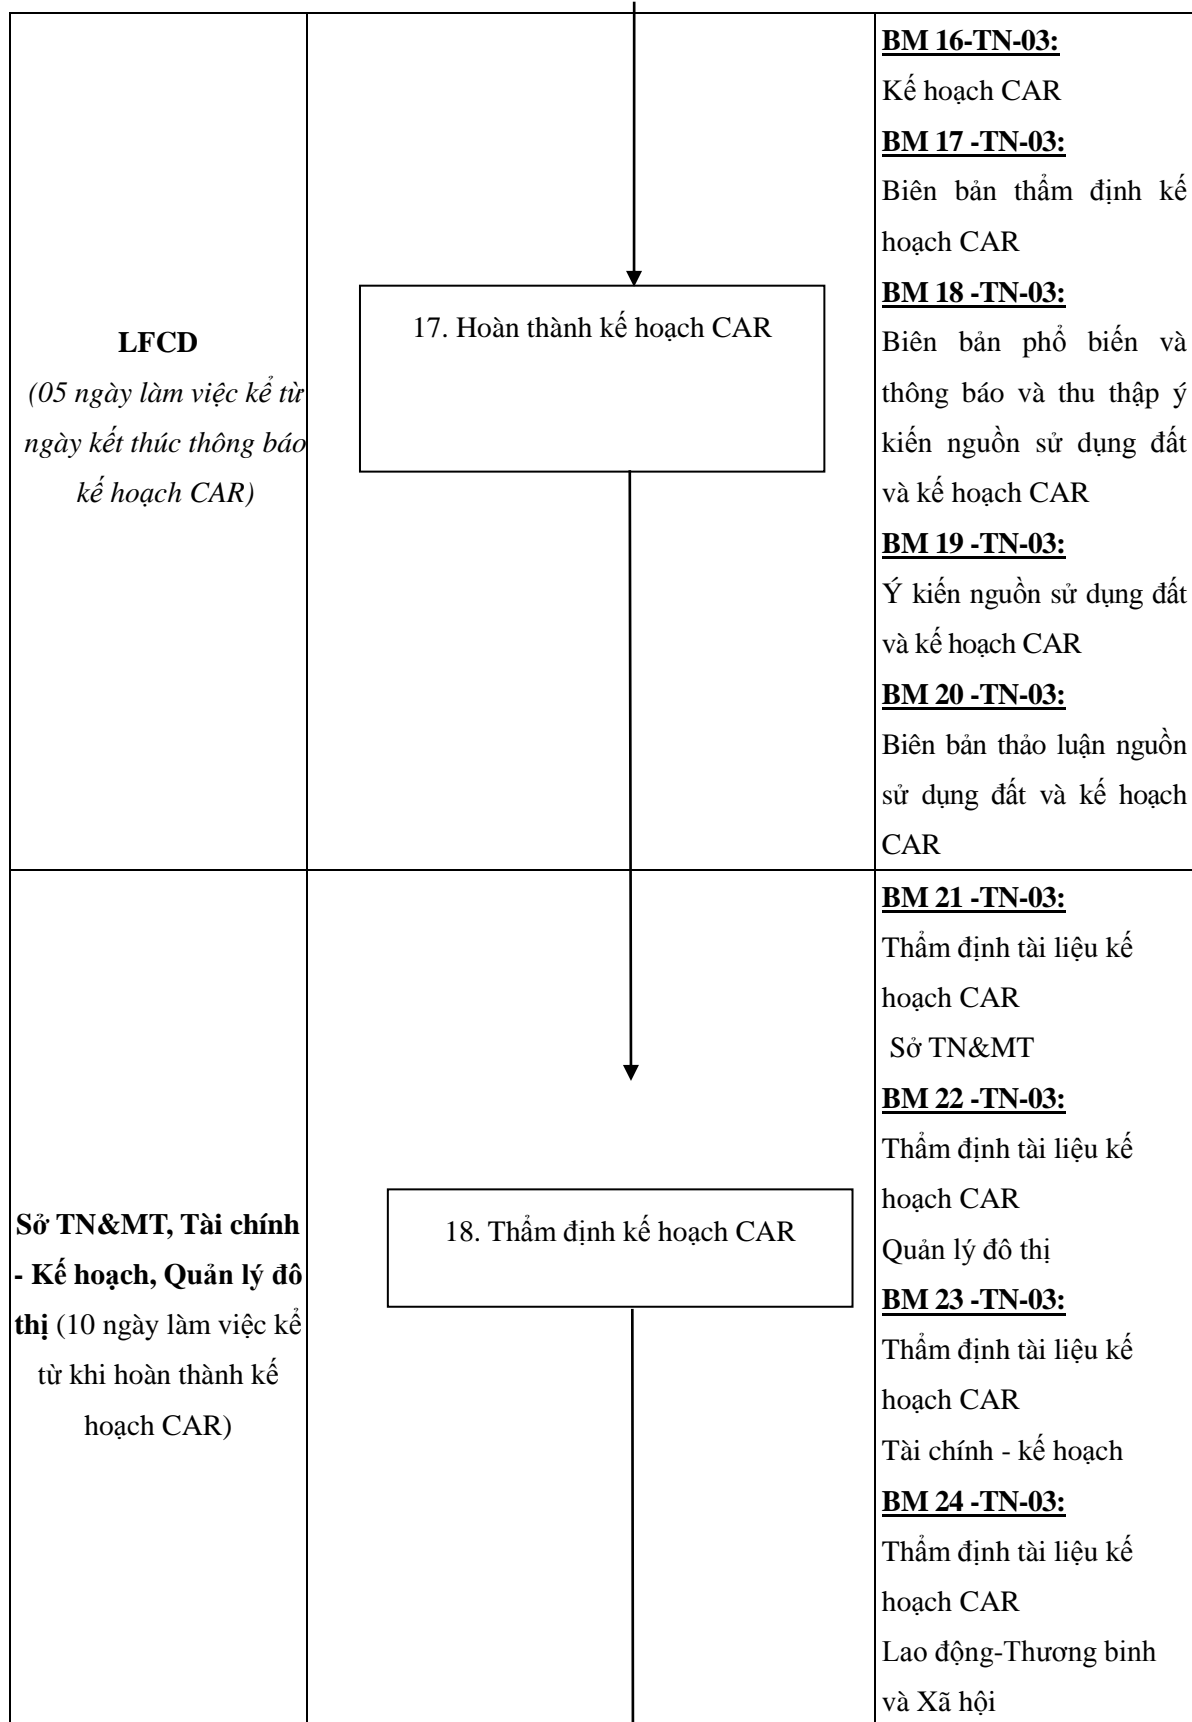 LFCD
(05 ngày làm việc kể từ
ngày kết thúc thông báo
kế hoạch CAR)
17. Hoàn thành kế hoạch CAR
BM 16-TN-03:
Kế hoạch CAR
BM 17 -TN-03:
Biên bản thẩm định kế
hoạch CAR
BM 18 -TN-03:
Biên bản phổ biến và
thông báo và thu thập ý
kiến nguồn sử dụng đất
và kế hoạch CAR
BM 19 -TN-03:
Ý kiến nguồn sử dụng đất
và kế hoạch CAR
BM 20 -TN-03:
Biên bản thảo luận nguồn
sử dụng đất và kế hoạch
CAR
Sở TN&MT, Tài chính
- Kế hoạch, Quản lý đô
thị (10 ngày làm việc kể
từ khi hoàn thành kế
hoạch CAR)
18. Thẩm định kế hoạch CAR
BM 21 -TN-03:
Thẩm định tài liệu kế
hoạch CAR
Sở TN&MT
BM 22 -TN-03:
Thẩm định tài liệu kế
hoạch CAR
Quản lý đô thị
BM 23 -TN-03:
Thẩm định tài liệu kế
hoạch CAR
Tài chính - kế hoạch
BM 24 -TN-03:
Thẩm định tài liệu kế
hoạch CAR
Lao động-Thương binh
và Xã hội